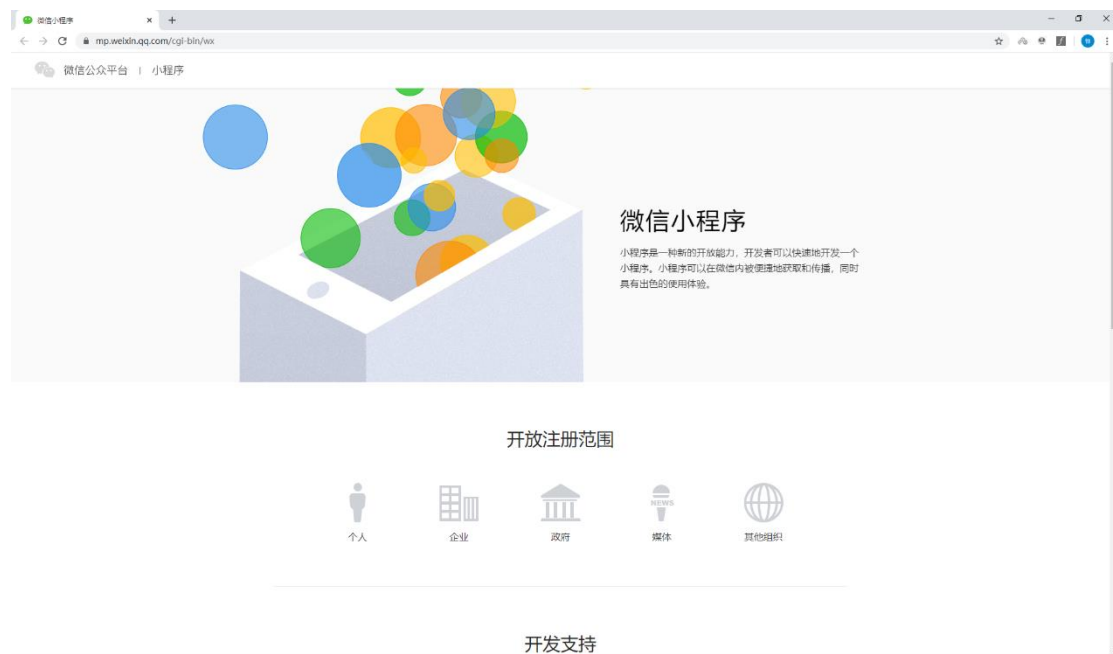 微信小程序
mp.weixin.qq.com/cgi-bin/wx
微信公众平台 | 小程序
微信小程序
小程序是一种新的开放能力，开发者可以快速地开发一个
小程序。小程序可以在微信内被便捷地获取和传播，同时
具有出色的使用体验。
开放注册范围
NEWS
个人 企业 政府 媒体 其他组织
开发支持